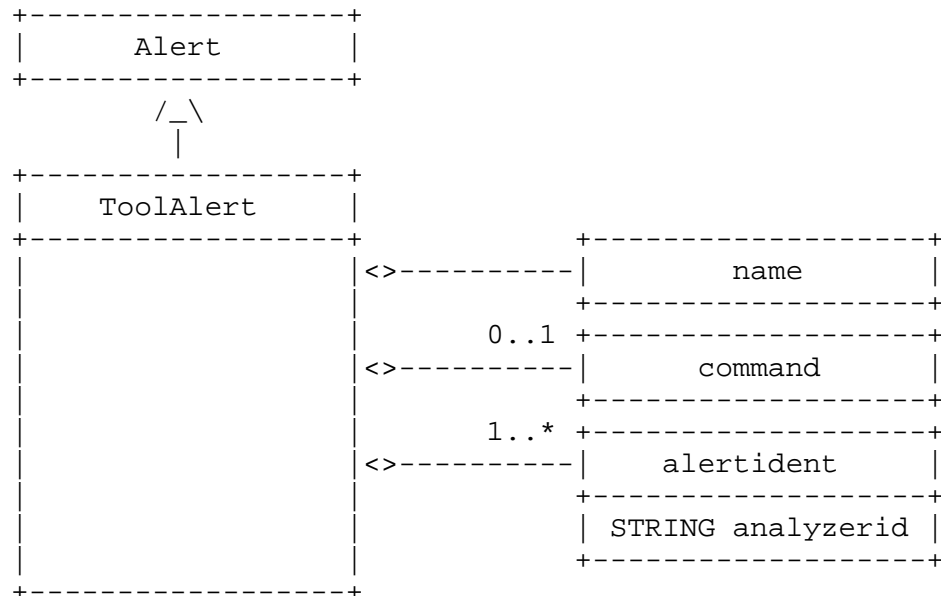 Alert
ToolAlert
name
0..1
command
1..*
alertident
STRING analyzerid